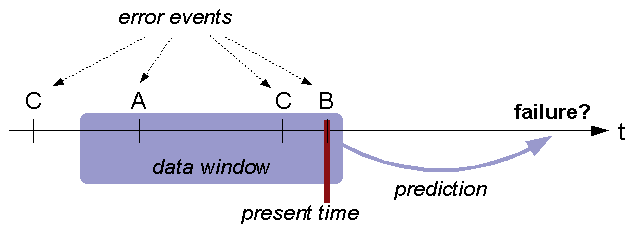 error events
C A C B
failure?
t
data window
prediction
present time